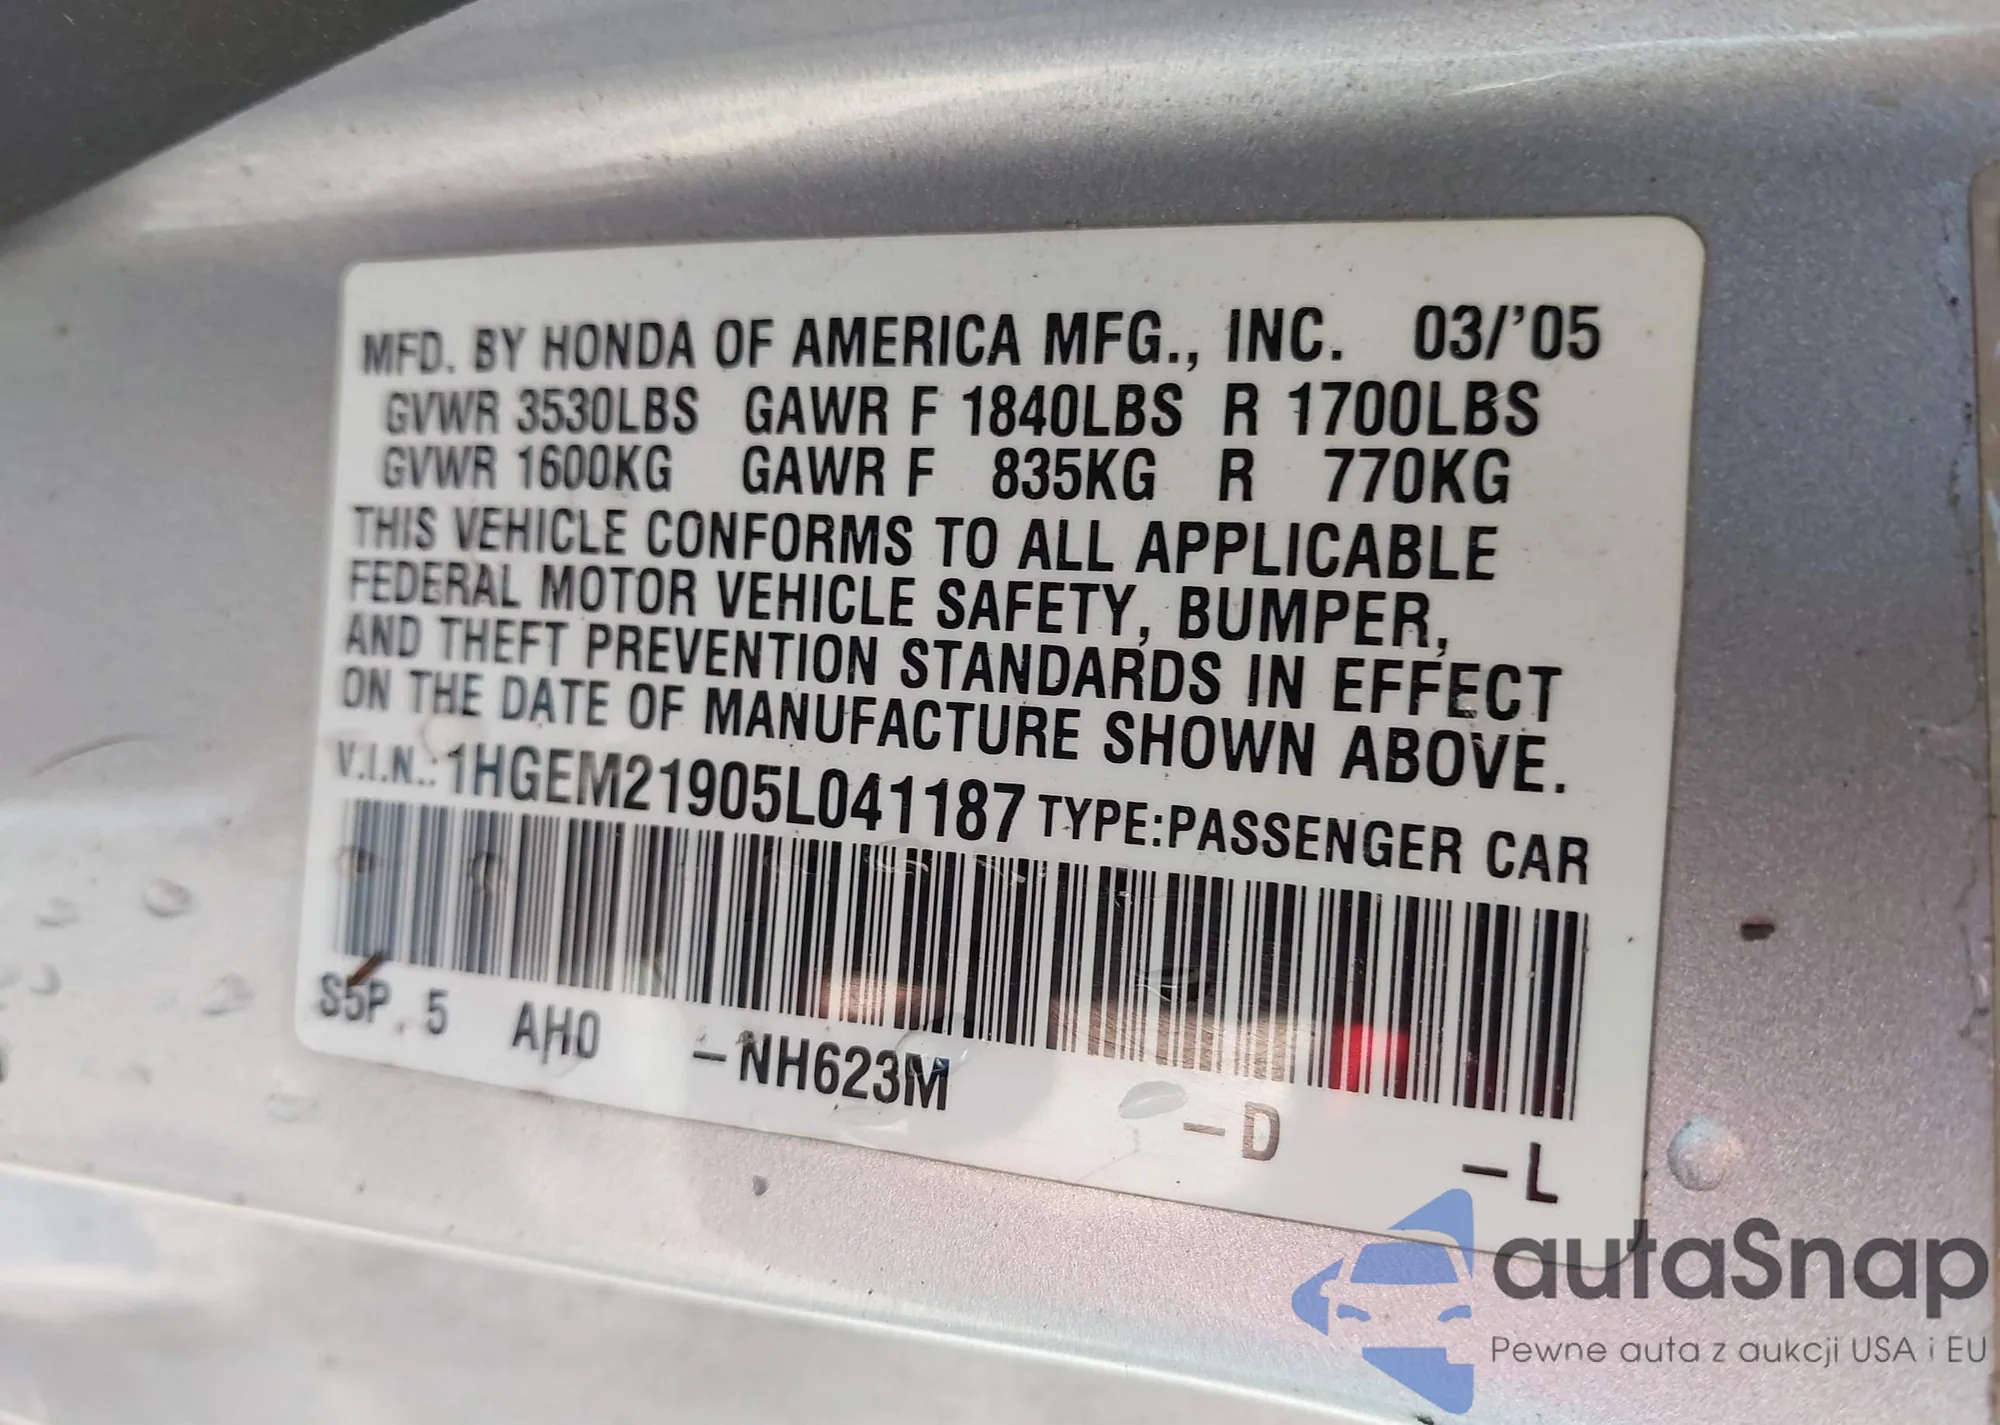 MFD. BY HONDA OF AMERICA MFG., INC. 03/'05
GVWR 3530LBS GAWR F 1840LBS R 1700LBS
GVWR 1600KG GAWR F 835KG R 770KG
THIS VEHICLE CONFORMS TO ALL APPLICABLE
FEDERAL MOTOR VEHICLE SAFETY, BUMPER,
AND THEFT PREVENTION STANDARDS IN EFFECT
ON THE DATE OF MANUFACTURE SHOWN ABOVE.
V.I.N.: 1HGEM21905L041187 TYPE:PASSENGER CAR
S5P.5 AH0 -NH623M -D -L
autaSnap
Pewne auta z aukcji USA i EU